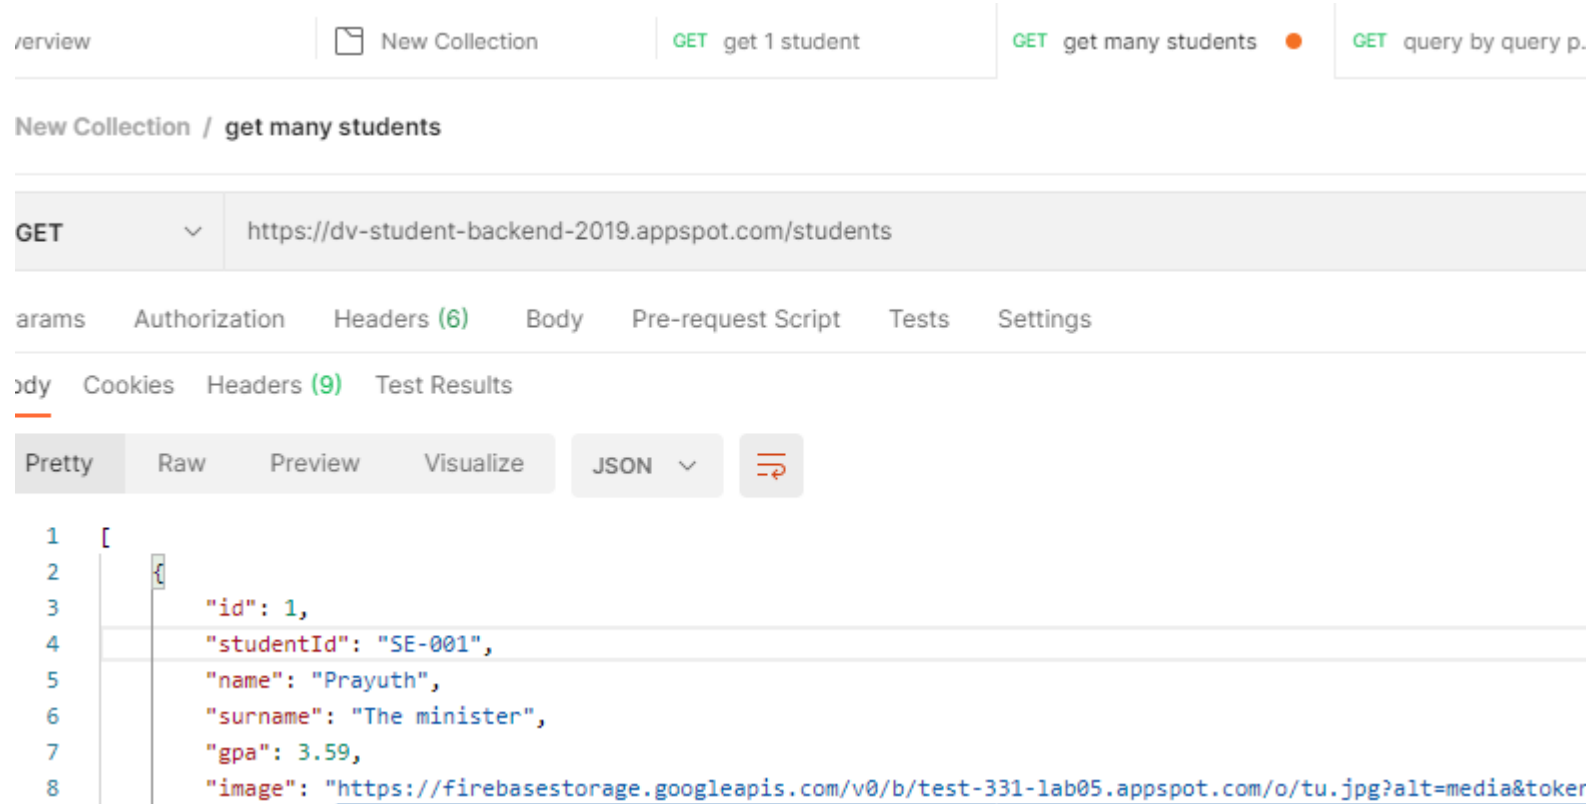 verview New Collection GET get 1 student GET get many students GET query by query p.
New Collection / get many students
GET https://dv-student-backend-2019.appspot.com/students
arams Authorization Headers (6) Body Pre-request Script Tests Settings
ody Cookies Headers (9) Test Results
Pretty Raw Preview Visualize JSON
1 [
2 {
3 "id": 1,
4 "studentId": "SE-001",
5 "name": "Prayuth",
6 "surname": "The minister",
7 "gpa": 3.59,
8 "image": "https://firebasestorage.googleapis.com/v0/b/test-331-lab05.appspot.com/o/tu.jpg?alt=media&token